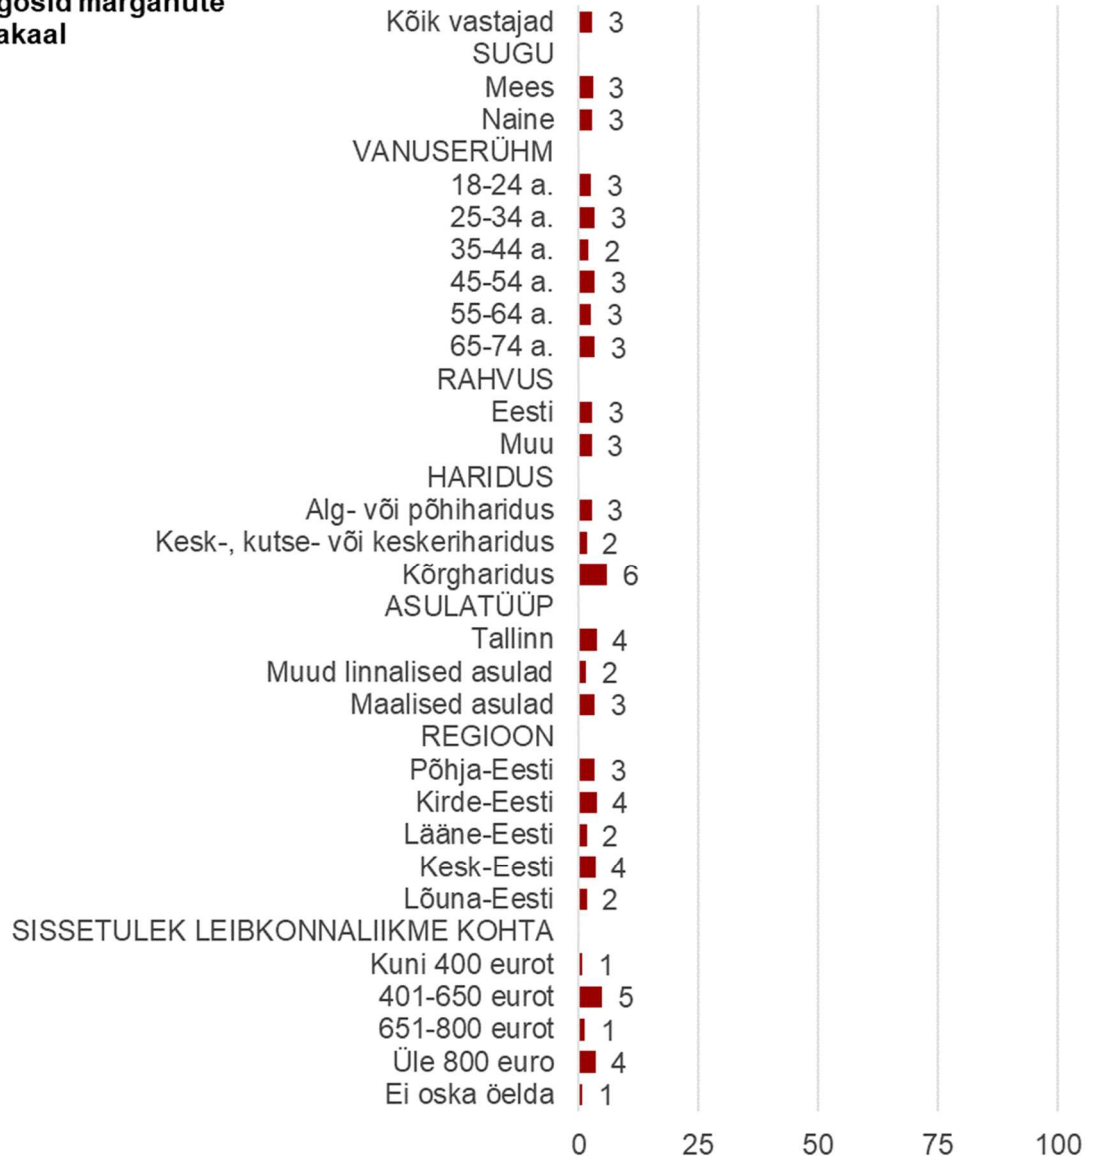 akaal
Kõik vastajad 3
SUGU
Mees 3
Naine 3
VANUSERÜHM
18-24 a. 3
25-34 a. 3
35-44 a. 2
45-54 a. 3
55-64 a. 3
65-74 a. 3
RAHVUS
Eesti 3
Muu 3
HARIDUS
Alg- või põhiharidus 3
Kesk-, kutse- või keskeriharidus 2
Kõrgharidus 6
ASULATÜÜP
Tallinn 4
Muud linnalised asulad 2
Maalised asulad 3
REGIOON
Põhja-Eesti 3
Kirde-Eesti 4
Lääne-Eesti 2
Kesk-Eesti 4
Lõuna-Eesti 2
SISSETULEK LEIBKONNALIIKME KOHTA
Kuni 400 eurot 1
401-650 eurot 5
651-800 eurot 1
Üle 800 euro 4
Ei oska öelda 1
0 25 50 75 100